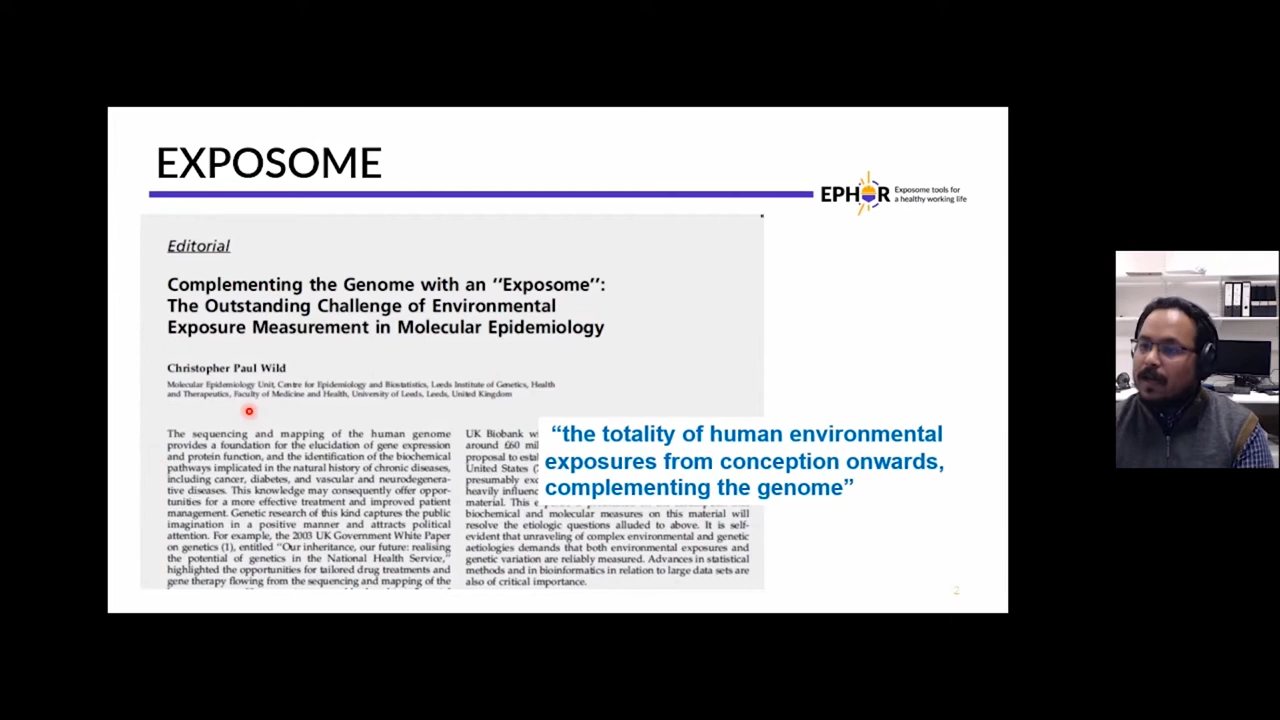 EXPOSOME
EPHOR
Exposome tools for
a healthy working life
Editorial
Complementing the Genome with an “Exposome”:
The Outstanding Challenge of Environmental
Exposure Measurement in Molecular Epidemiology
Christopher Paul Wild
Molecular Epidemiology Unit, Centre for Epidemiology and Biostatistics, Leeds Institute of Genetics, Health
and Therapeutics, Faculty of Medicine and Health, University of Leeds, Leeds, United Kingdom
The sequencing and mapping of the human genome
provides a foundation for the elucidation of gene expression
and protein function, and the identification of the biochemical
pathways implicated in the natural history of chronic diseases,
including cancer, diabetes, and vascular and neurodegenera-
tive diseases. This knowledge may consequently offer oppor-
tunities for a more effective treatment and improved patient
management. Genetic research of this kind captures the public
imagination in a positive manner and attracts political
attention. For example, the 2003 UK Government White Paper
on genetics (1), entitled “Our inheritance, our future: realising
the potential of genetics in the National Health Service,”
highlighted the opportunities for tailored drug treatments and
gene therapy flowing from the sequencing and mapping of the
UK Biobank
around £60
proposal to
United States
presumably
heavily
material. This
biochemical and molecular measures on this material will
resolve the etiologic questions alluded to above. It is self-
evident that unraveling of complex environmental and genetic
aetiologies demands that both environmental exposures and
genetic variation are reliably measured. Advances in statistical
methods and in bioinformatics in relation to large data sets are
also of critical importance.
“the totality of human environmental
exposures from conception onwards,
complementing the genome”
2